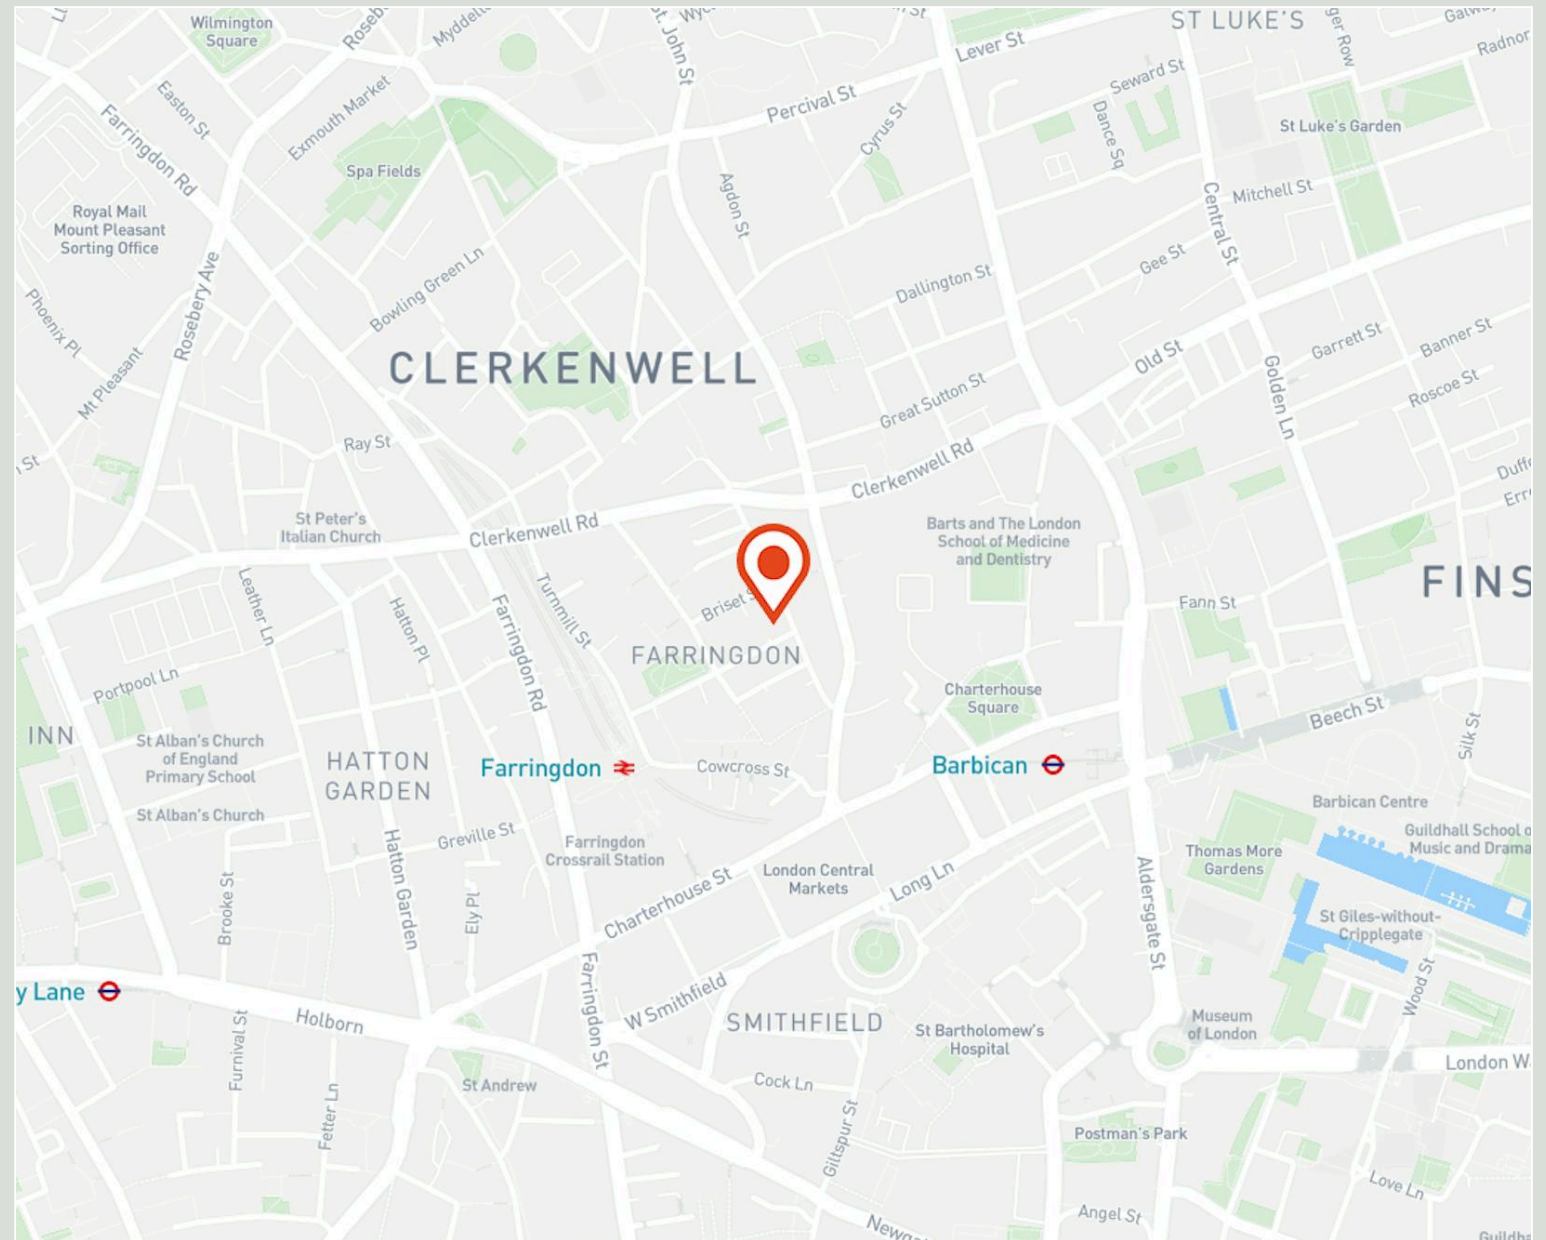 Wilmington
Square
St. John St
Lever St
ST LUKE'S
Percival St
Seward St
Easton St
Exmouth Market
Farringdon Rd
Cyrus St
Dance Sq
St Luke's Garden
Spa Fields
Agdon St
Mitchell St
Central St
Royal Mail
Mount Pleasant
Sorting Office
Rosebery Ave
Bowling Green Ln
Dallington St
Gee St
Phoenix Pl
Mt Pleasant
CLERKENWELL
Old St
Garrett St
Banner St
Roscoe St
Great Sutton St
Golden Ln
Ray St
Clerkenwell Rd
St Peter's
Italian Church
Clerkenwell Rd
Barts and The London
School of Medicine
and Dentistry
FINS
Leather Ln
Hatton Pl
Turnmill St
Farringdon Rd
Briset
Fann St
FARRINGDON
Portpool Ln
Charterhouse
Square
Beech St
Silk St
INN
St Alban's Church
of England
Primary School
HATTON
GARDEN
Farringdon
Cowcross St
Barbican
St Alban's Church
Greville St
Farringdon
Crossrail Station
Barbican Centre
Guildhall School o
Music and Drama
Thomas More
Gardens
London Central
Markets
Long Ln
Charterhouse St
Hatton Garden
Brooke St
Ely Pl
Aldersgate St
St Giles-without-
Cripplegate
Wood St
y Lane
Holborn
Farringdon St
W Smithfield
SMITHFIELD
St Bartholomew's
Hospital
Museum
of London
London W
Furnival St
Fetter Ln
St Andrew
Cock Ln
Giltspur St
Postman's Park
Love Ln
Angel St
Newga
Guildh